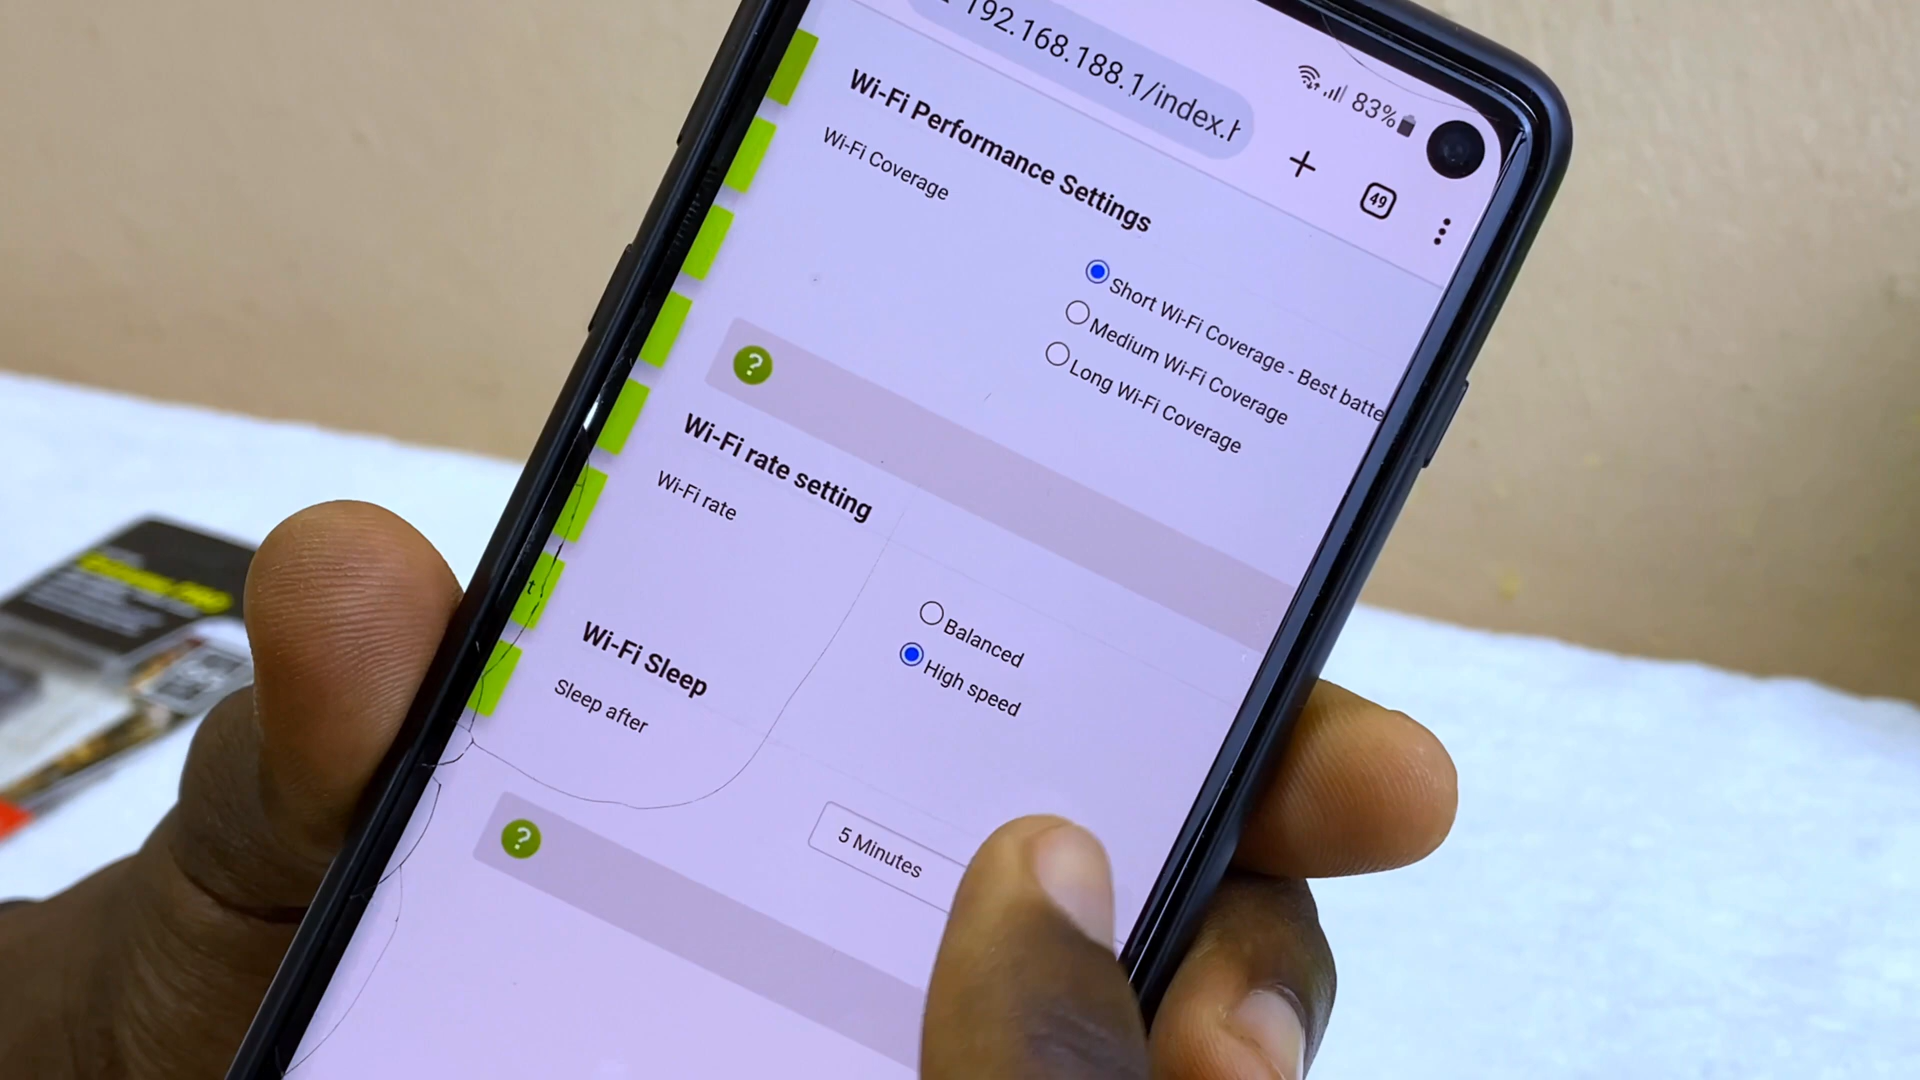 192.168.188.1/index.h
83%
49
Wi-Fi Performance Settings
Wi-Fi Coverage
Short Wi-Fi Coverage - Best batte
Medium Wi-Fi Coverage
Long Wi-Fi Coverage
?
Wi-Fi rate setting
Wi-Fi rate
Balanced
High speed
t
Wi-Fi Sleep
Sleep after
5 Minutes
?